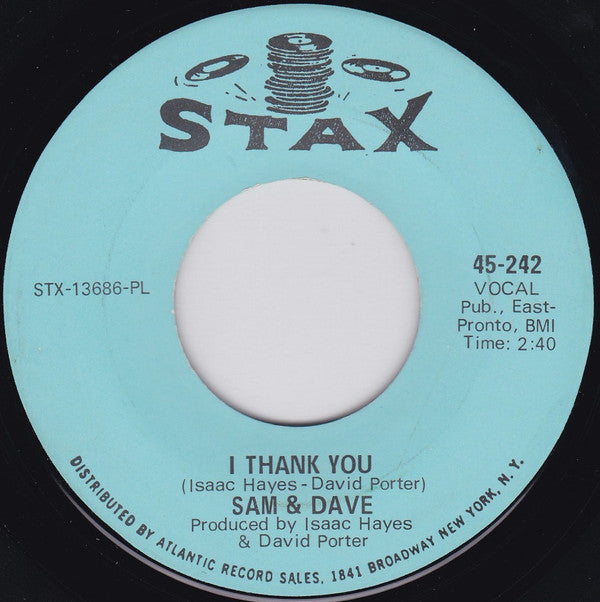 STAX
STX-13686-PL
45-242
VOCAL
Pub., East-
Pronto, BMI
Time: 2:40
I THANK YOU
(Isaac Hayes - David Porter)
SAM & DAVE
Produced by Isaac Hayes
& David Porter
DISTRIBUTED BY ATLANTIC RECORD SALES, 1841 BROADWAY NEW YORK, N. Y.